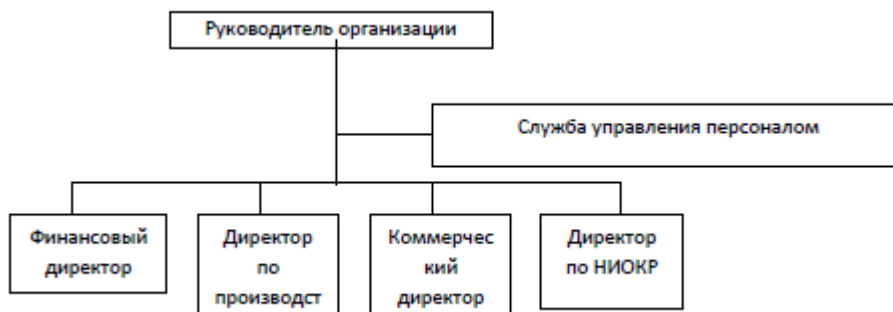 Руководитель организации
Служба управления персоналом
Финансовый
директор
Директор
по
производст
Коммерчес
кий
директор
Директор
по НИОКР